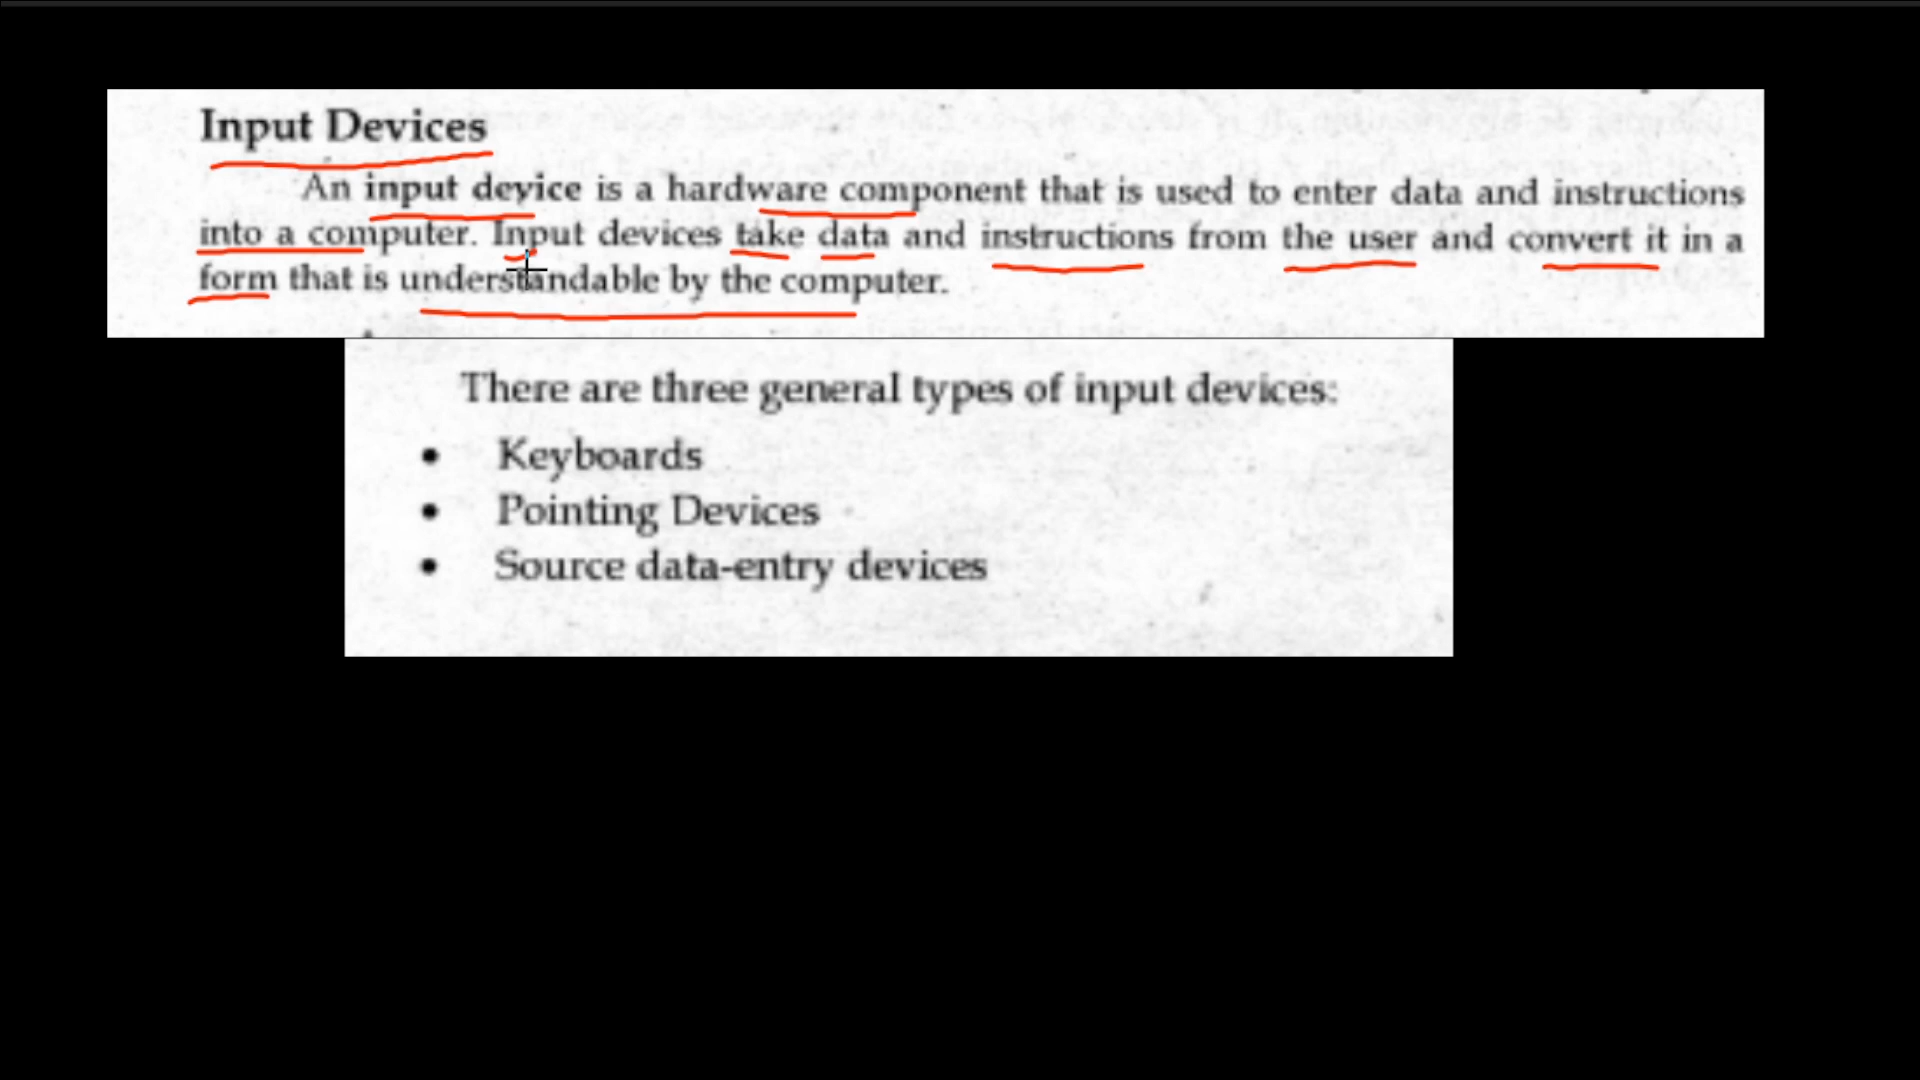 Input Devices
An input device is a hardware component that is used to enter data and instructions
into a computer. Input devices take data and instructions from the user and convert it in a
form that is understandable by the computer.
There are three general types of input devices:
• Keyboards
• Pointing Devices
• Source data-entry devices